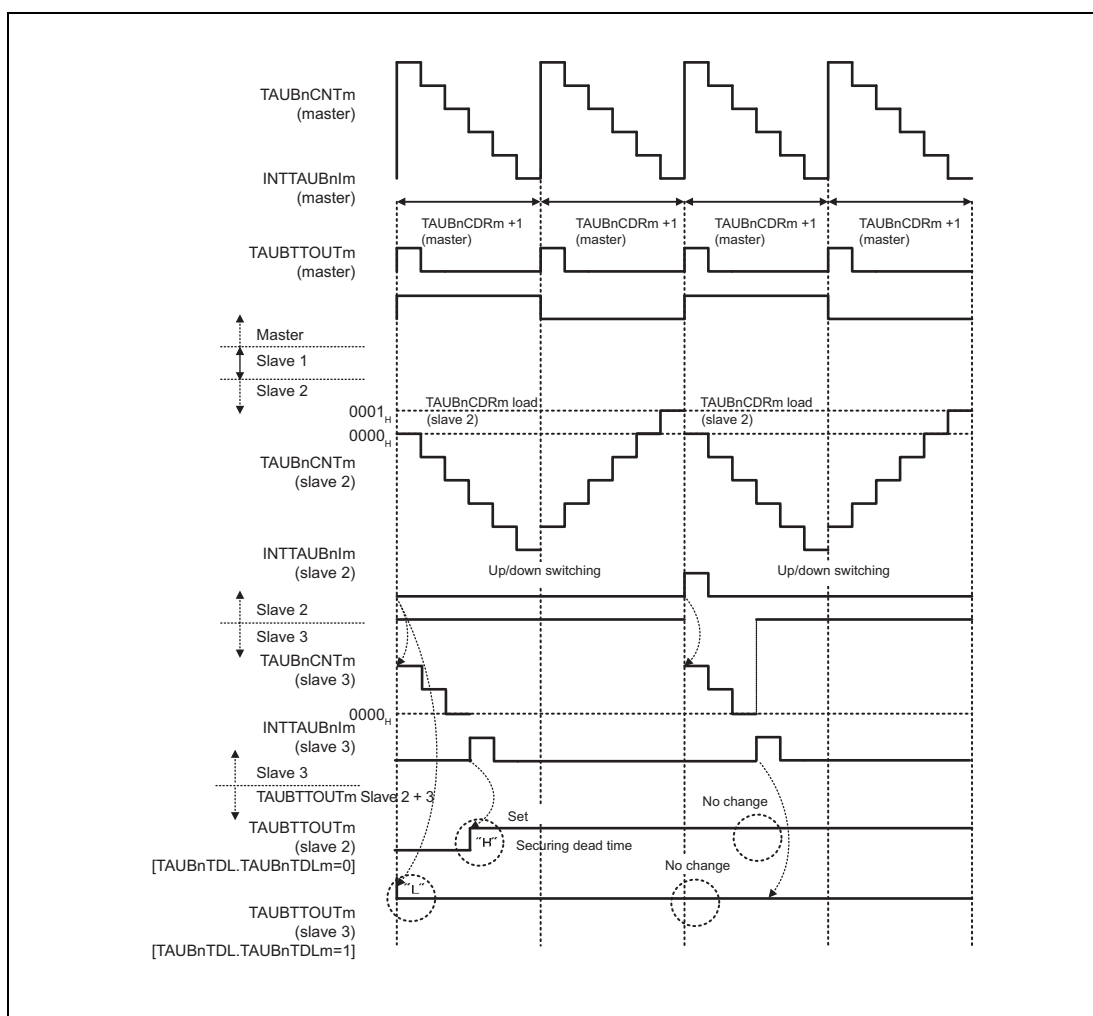 TAUBnCNTm
(master)
INTTAUBnIm
(master)
TAUBnCDRm +1
(master)
TAUBnCDRm +1
(master)
TAUBnCDRm +1
(master)
TAUBnCDRm +1
(master)
TAUBTTOUTm
(master)
Master
Slave 1
Slave 2
TAUBnCDRm load
(slave 2)
TAUBnCDRm load
(slave 2)
0001H
0000H
TAUBnCNTm
(slave 2)
INTTAUBnIm
(slave 2)
Up/down switching
Up/down switching
Slave 2
Slave 3
TAUBnCNTm
(slave 3)
0000H
INTTAUBnIm
(slave 3)
Slave 3
TAUBTTOUTm Slave 2 + 3
No change
Set
TAUBTTOUTm
(slave 2)
[TAUBnTDL.TAUBnTDLm=0]
"H"
Securing dead time
No change
"L"
TAUBTTOUTm
(slave 3)
[TAUBnTDL.TAUBnTDLm=1]